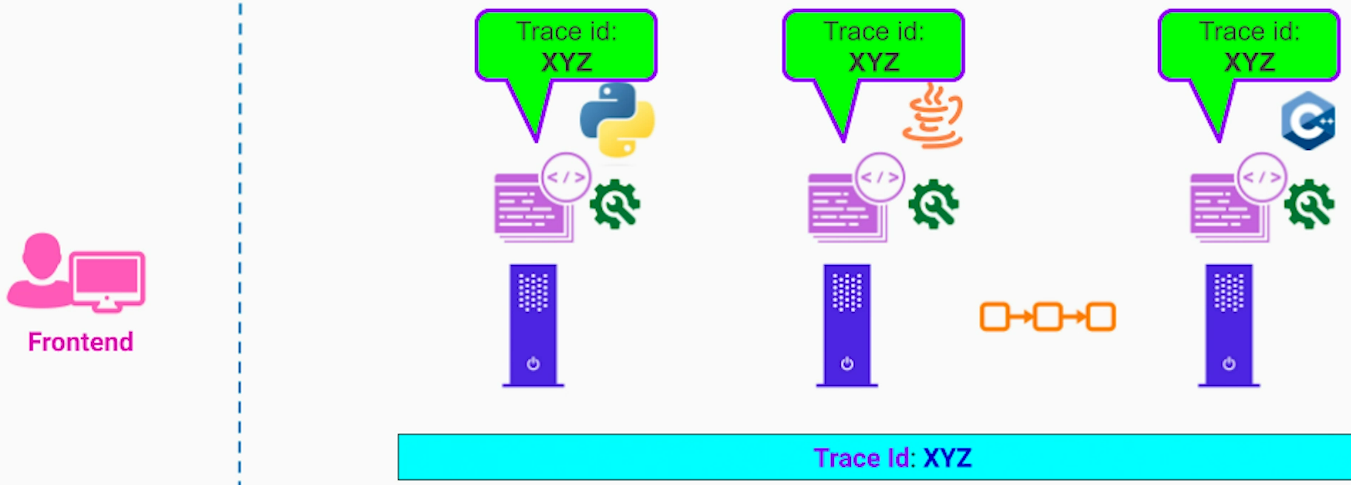 Trace id:
XYZ
Trace id:
XYZ
Trace id:
XYZ
C++
</>
</>
</>
Frontend
Trace Id: XYZ